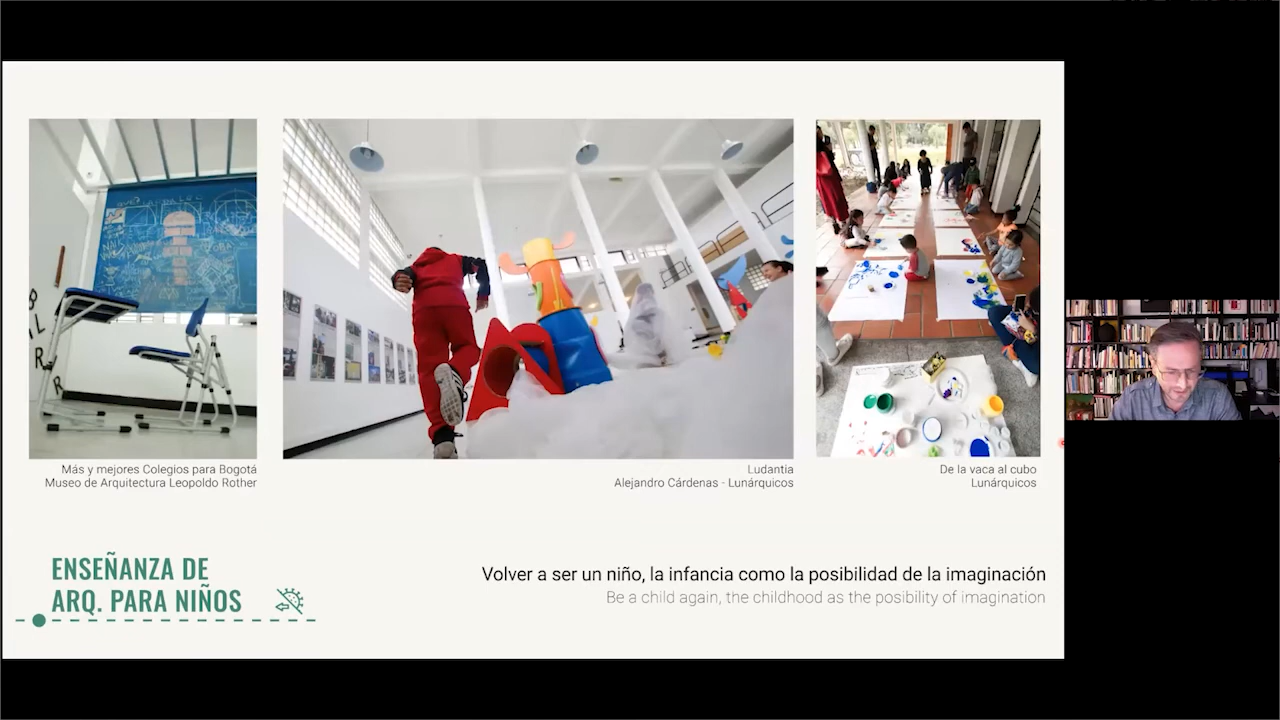 Más y mejores Colegios para Bogotá
Museo de Arquitectura Leopoldo Rother
Ludantia
Alejandro Cárdenas - Lunárquicos
De la vaca al cubo
Lunárquicos
ENSEÑANZA DE
ARQ. PARA NIÑOS
Volver a ser un niño, la infancia como la posibilidad de la imaginación
Be a child again, the childhood as the posibility of imagination